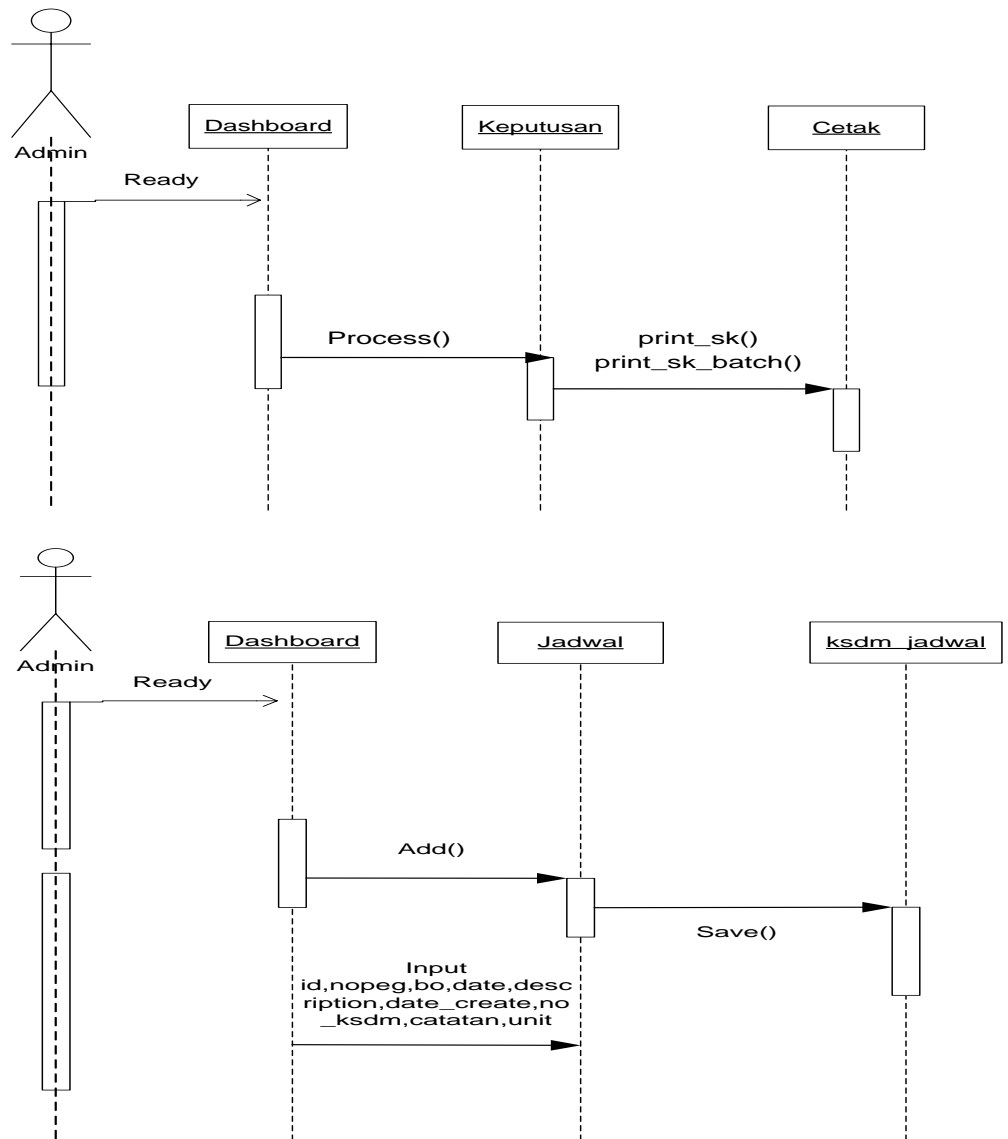 Dashboard
Keputusan
Cetak
Admin
Ready
Process()
print_sk()
print_sk_batch()
Dashboard
Jadwal
ksdm_jadwal
Admin
Ready
Add()
Save()
Input
id,nopeg,bo,date,desc
ription,date_create,no
_ksdm,catatan,unit